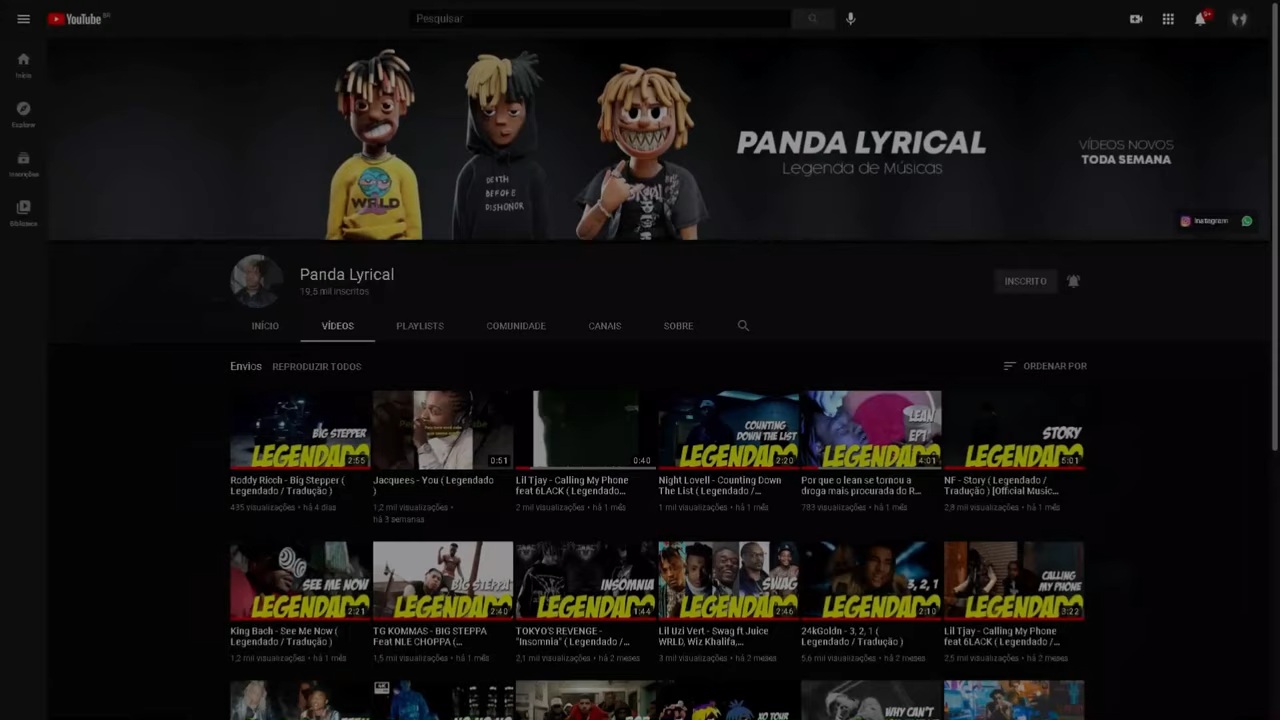 YouTube BR
Pesquisar
9+
Início
Explorar
Inscrições
Biblioteca
WRLD
DEATH
BEFORE
DISHONOR
PANDA LYRICAL
Legenda de Músicas
VÍDEOS NOVOS
TODA SEMANA
Instagram
Panda Lyrical
19,5 mil inscritos
INSCRITO
INÍCIO VÍDEOS PLAYLISTS COMUNIDADE CANAIS SOBRE
Envios REPRODUZIR TODOS
ORDENAR POR
BIG STEPPER
LEGENDADO
2:55
Roddy Ricch - Big Stepper (
Legendado / Tradução )
435 visualizações • há 4 dias
0:51
Jacquees - You ( Legendado
)
1,2 mil visualizações •
há 3 semanas
0:40
Lil Tjay - Calling My Phone
feat 6LACK ( Legendado...
2 mil visualizações • há 1 mês
COUNTING
DOWN THE LIST
LEGENDADO
2:20
Night Lovell - Counting Down
The List ( Legendado /...
1 mil visualizações • há 1 mês
LEAN
EP1
LEGENDADO
4:01
Por que o lean se tornou a
droga mais procurada do R...
783 visualizações • há 1 mês
STORY
LEGENDADO
5:01
NF - Story ( Legendado /
Tradução ) [Official Music...
2,8 mil visualizações • há 1 mês
SEE ME NOW
LEGENDADO
2:21
King Bach - See Me Now (
Legendado / Tradução )
1,2 mil visualizações • há 1 mês
BIG STEPPA
LEGENDADO
2:40
TG KOMMAS - BIG STEPPA
Feat NLE CHOPPA (...
1,5 mil visualizações • há 1 mês
INSOMNIA
LEGENDADO
1:44
TOKYO'S REVENGE -
"Insomnia" ( Legendado /...
2,1 mil visualizações • há 2 meses
SWAG
LEGENDADO
2:46
Lil Uzi Vert - Swag ft Juice
WRLD, Wiz Khalifa,...
3 mil visualizações • há 2 meses
3, 2, 1
LEGENDADO
2:10
24kGoldn - 3, 2, 1 (
Legendado / Tradução )
5,6 mil visualizações • há 2 meses
CALLING
MY PHONE
LEGENDADO
3:22
Lil Tjay - Calling My Phone
feat 6LACK ( Legendado /...
2,5 mil visualizações • há 2 meses
XO TOUR
WHY CAN'T